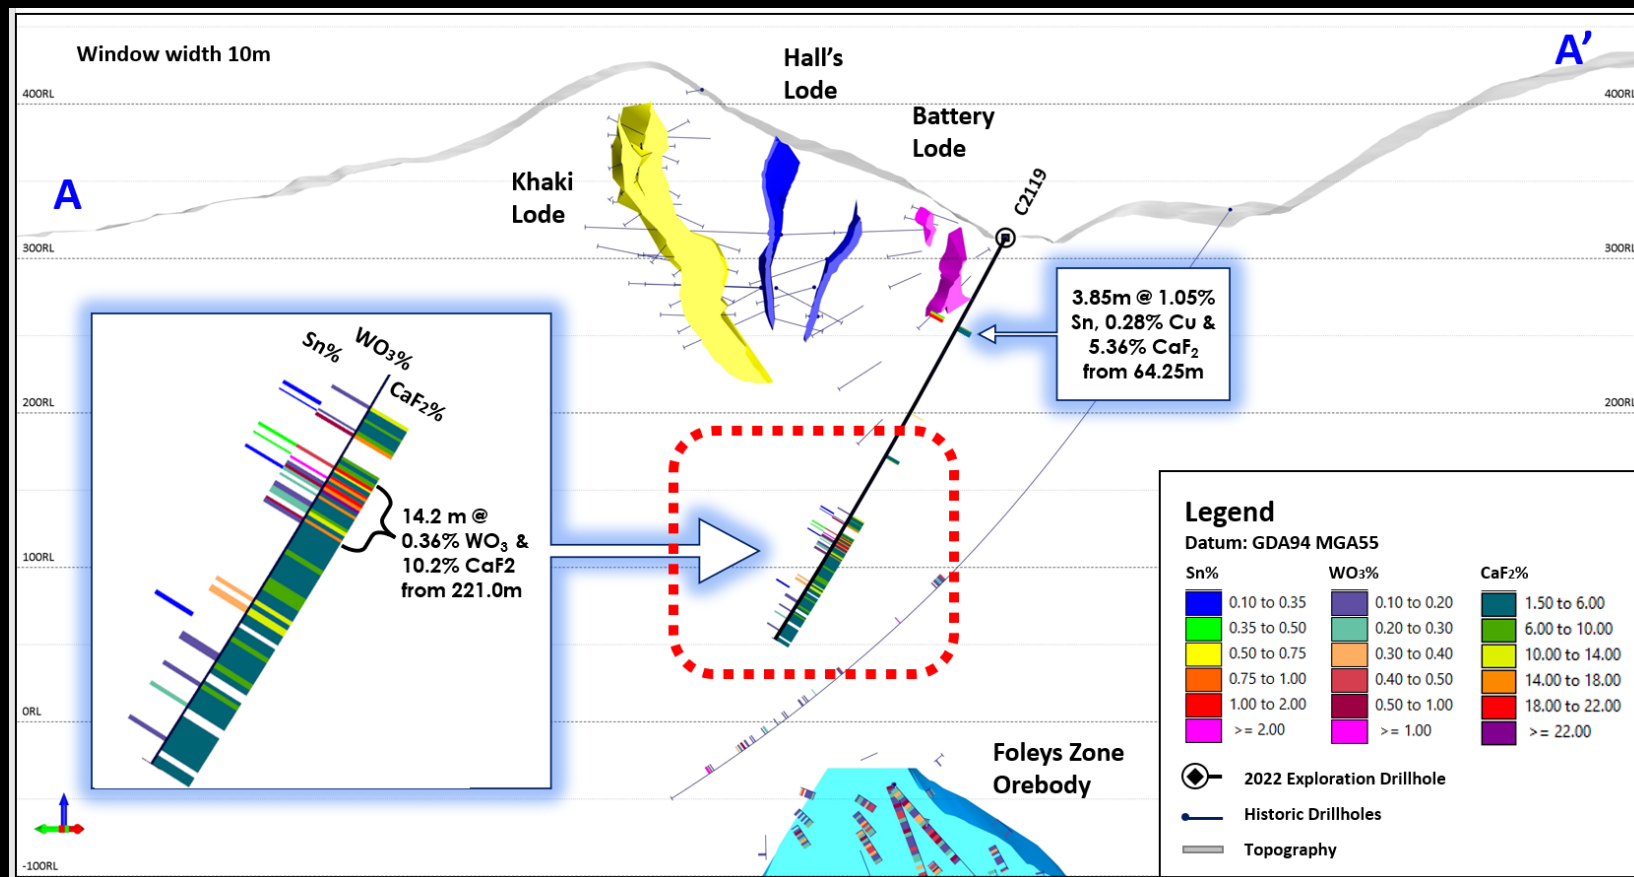 Window width 10m
A
A'
Hall's
Lode
Battery
Lode
Khaki
Lode
C2119
400RL
400RL
300RL
300RL
200RL
200RL
100RL
0RL
-100RL
3.85m @ 1.05%
Sn, 0.28% Cu &
5.36% CaF₂
from 64.25m
Sn%
WO₃%
CaF₂%
14.2 m @
0.36% WO₃ &
10.2% CaF2
from 221.0m
Foleys Zone
Orebody
Legend
Datum: GDA94 MGA55
Sn% WO₃% CaF₂%
0.10 to 0.35 0.10 to 0.20 1.50 to 6.00
0.35 to 0.50 0.20 to 0.30 6.00 to 10.00
0.50 to 0.75 0.30 to 0.40 10.00 to 14.00
0.75 to 1.00 0.40 to 0.50 14.00 to 18.00
1.00 to 2.00 0.50 to 1.00 18.00 to 22.00
>= 2.00 >= 1.00 >= 22.00
2022 Exploration Drillhole
Historic Drillholes
Topography